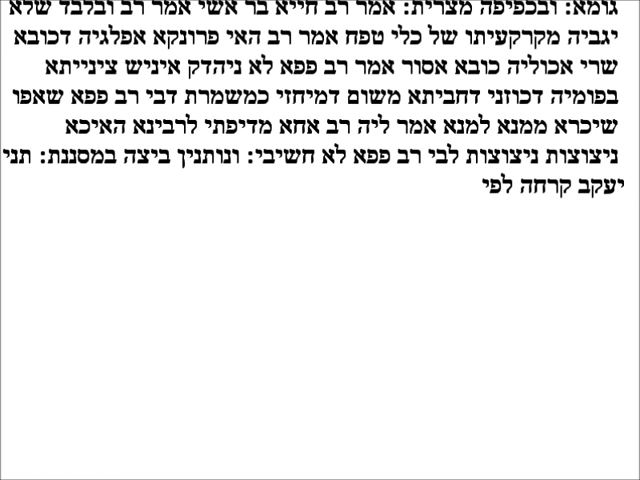 גומא: ובכפיפה מצרית: אמר רב חייא בר אשי אמר רב ובלבד שלא
יגביה מקרקעיתו של כלי טפח אמר רב האי פרונקא אפלגיה דכובא
שרי אכוליה כובא אסור אמר רב פפא לא ניהדק איניש צינייתא
בפומיה דכוזני דחביתא משום דמיחזי כמשמרת דבי רב פפא שאפו
שיכרא ממנא למנא אמר ליה רב אחא מדיפתי לרבינא האיכא
ניצוצות ניצוצות לבי רב פפא לא חשיבי: ונותנין ביצה במסננת: תני
יעקב קרחה לפי